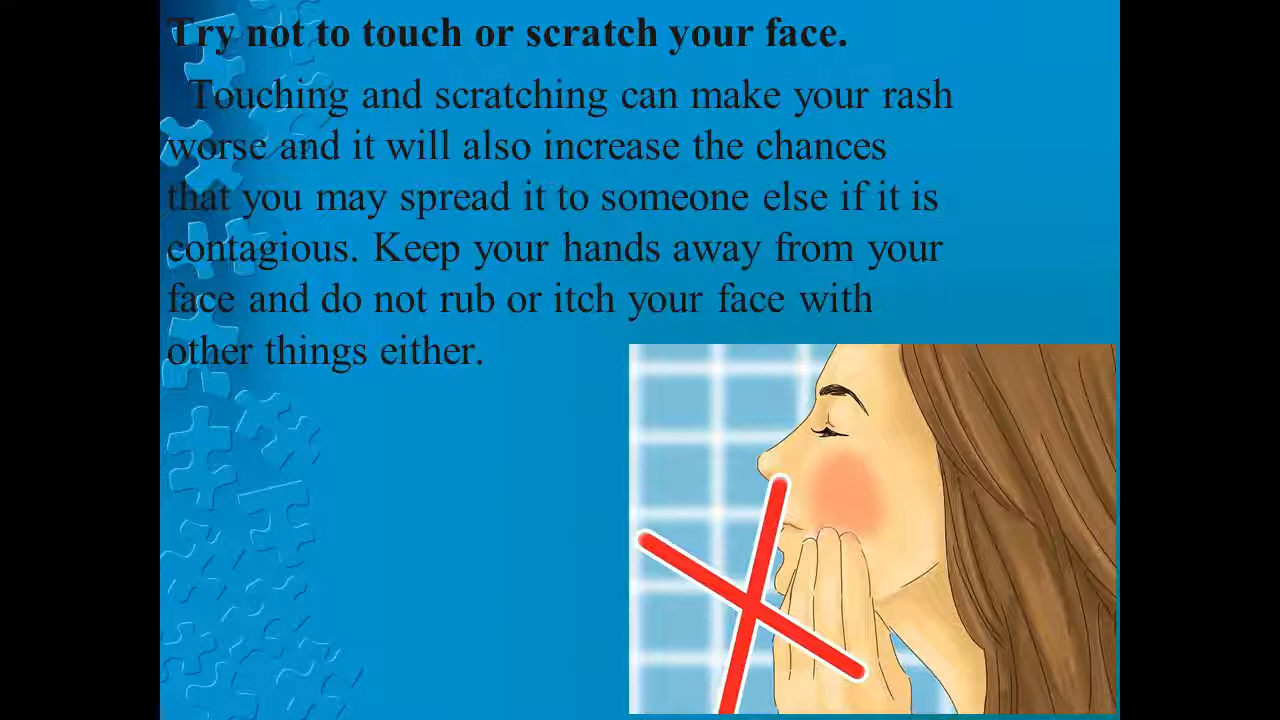 Try not to touch or scratch your face.
Touching and scratching can make your rash
worse and it will also increase the chances
that you may spread it to someone else if it is
contagious. Keep your hands away from your
face and do not rub or itch your face with
other things either.